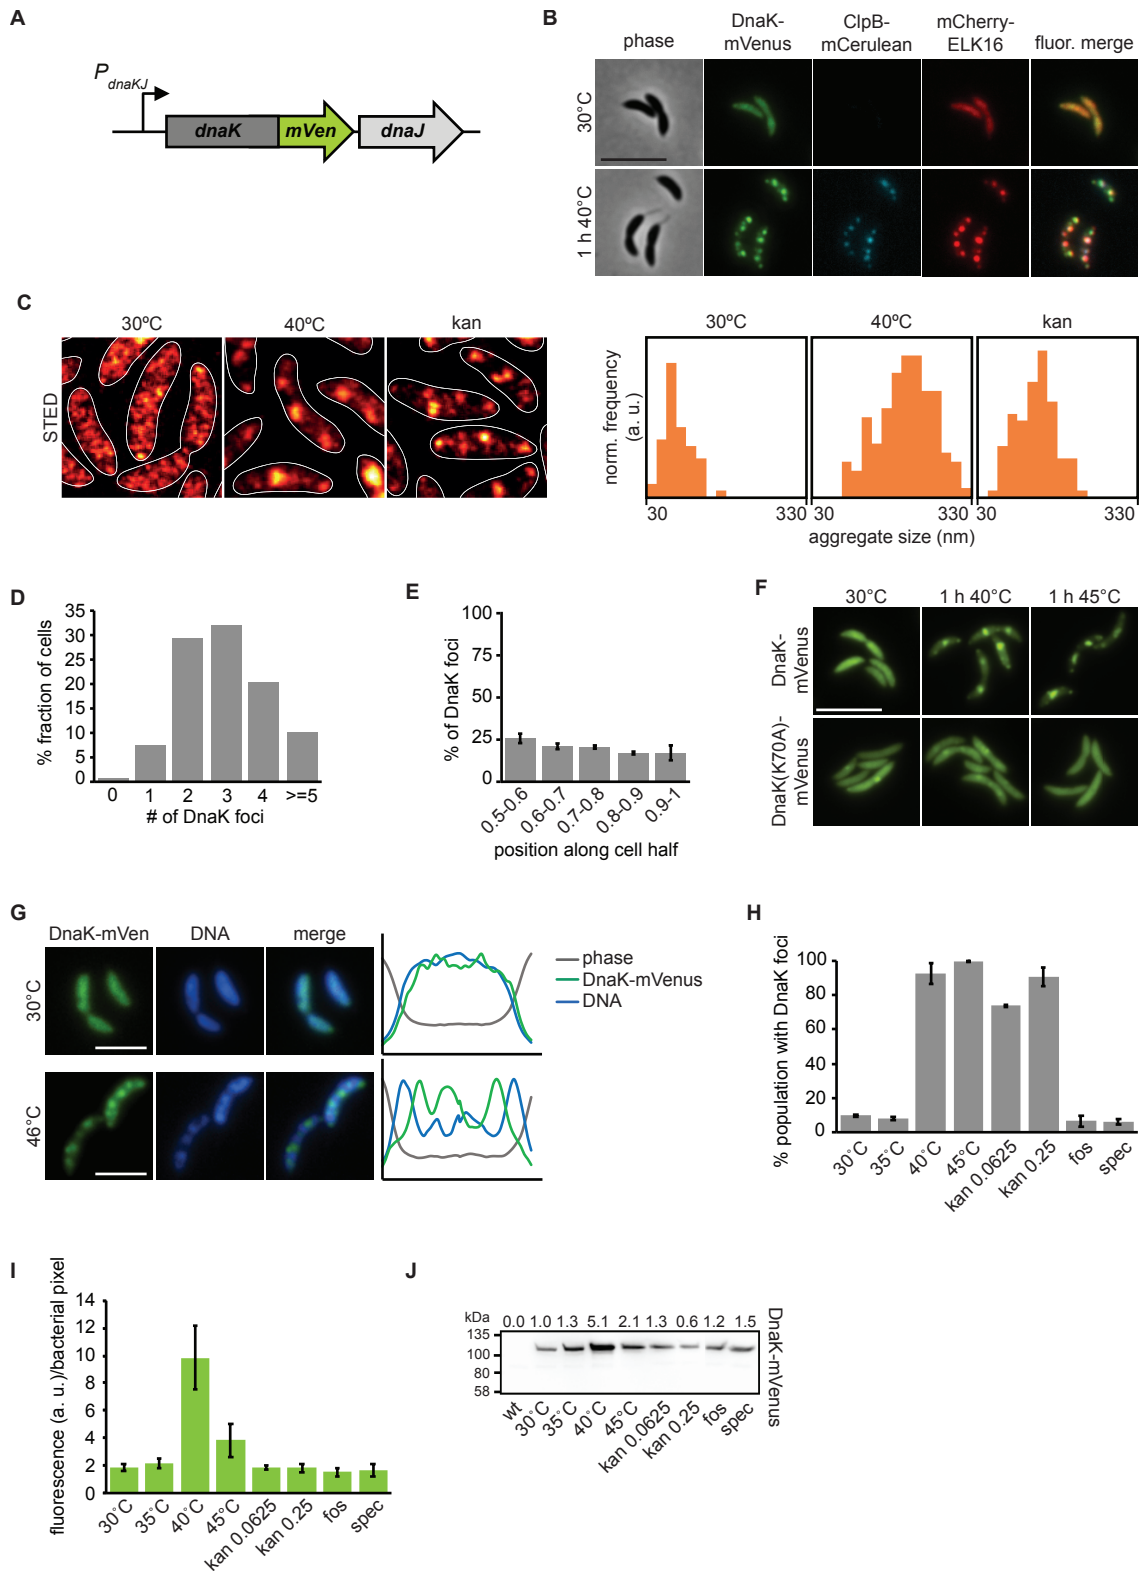 A
P dnaKJ
dnaK mVen dnaJ
B
phase DnaK-mVenus ClpB-mCerulean mCherry-ELK16 fluor. merge
30°C
1 h 40°C
C
30ºC 40ºC kan
STED
30ºC 40ºC kan
norm. frequency (a. u.)
30 330 30 330 30 330
aggregate size (nm)
D
% fraction of cells
35
30
25
20
15
10
5
0
0 1 2 3 4 >=5
# of DnaK foci
E
% of DnaK foci
100
75
50
25
0
0.5-0.6 0.6-0.7 0.7-0.8 0.8-0.9 0.9-1
position along cell half
F
30°C 1 h 40°C 1 h 45°C
DnaK-mVenus
DnaK(K70A)-mVenus
G
DnaK-mVen DNA merge
30°C
46°C
phase
DnaK-mVenus
DNA
H
% population with DnaK foci
100
80
60
40
20
0
30˚C 35˚C 40˚C 45˚C kan 0.0625 kan 0.25 fos spec
I
fluorescence (a. u.)/bacterial pixel
14
12
10
8
6
4
2
0
30˚C 35˚C 40˚C 45˚C kan 0.0625 kan 0.25 fos spec
J
kDa 0.0 1.0 1.3 5.1 2.1 1.3 0.6 1.2 1.5
135
100
80
58
wt 30˚C 35˚C 40˚C 45˚C kan 0.0625 kan 0.25 fos spec
DnaK-mVenus